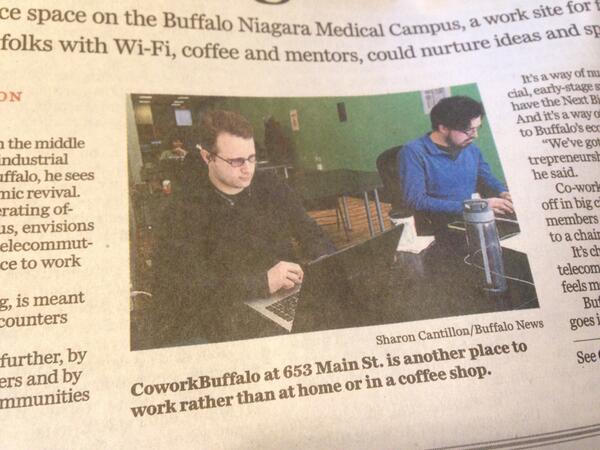 ce space on the Buffalo Niagara Medical Campus, a work site for
folks with Wi-Fi, coffee and mentors, could nurture ideas and sp
ON
n the middle
industrial
uffalo, he sees
mic revival.
erating of-
us, envisions
elecommut-
ce to work
g, is meant
counters
further, by
ers and by
mmunities
Sharon Cantillon/Buffalo News
CoworkBuffalo at 653 Main St. is another place to
work rather than at home or in a coffee shop.
It's a way of nu
cial, early-stage s
have the Next Bi
And it's a way o
to Buffalo's eco
"We've got
trepreneursh
he said.
Co-work
off in big c
members
to a chain
It's ch
telecom
feels m
But
goes i
See